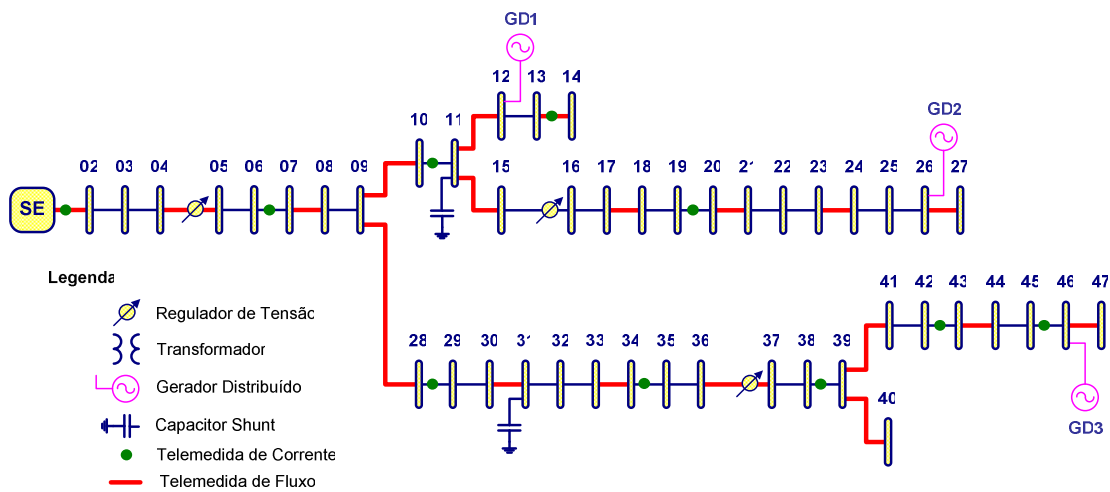 GD1
12 13 14
GD2
10 11
15 16 17 18 19 20 21 22 23 24 25 26 27
02 03 04 05 06 07 08 09
SE
Legenda
Regulador de Tensão
Transformador
Gerador Distribuído
Capacitor Shunt
Telemedida de Corrente
Telemedida de Fluxo
41 42 43 44 45 46 47
28 29 30 31 32 33 34 35 36 37 38 39
40
GD3